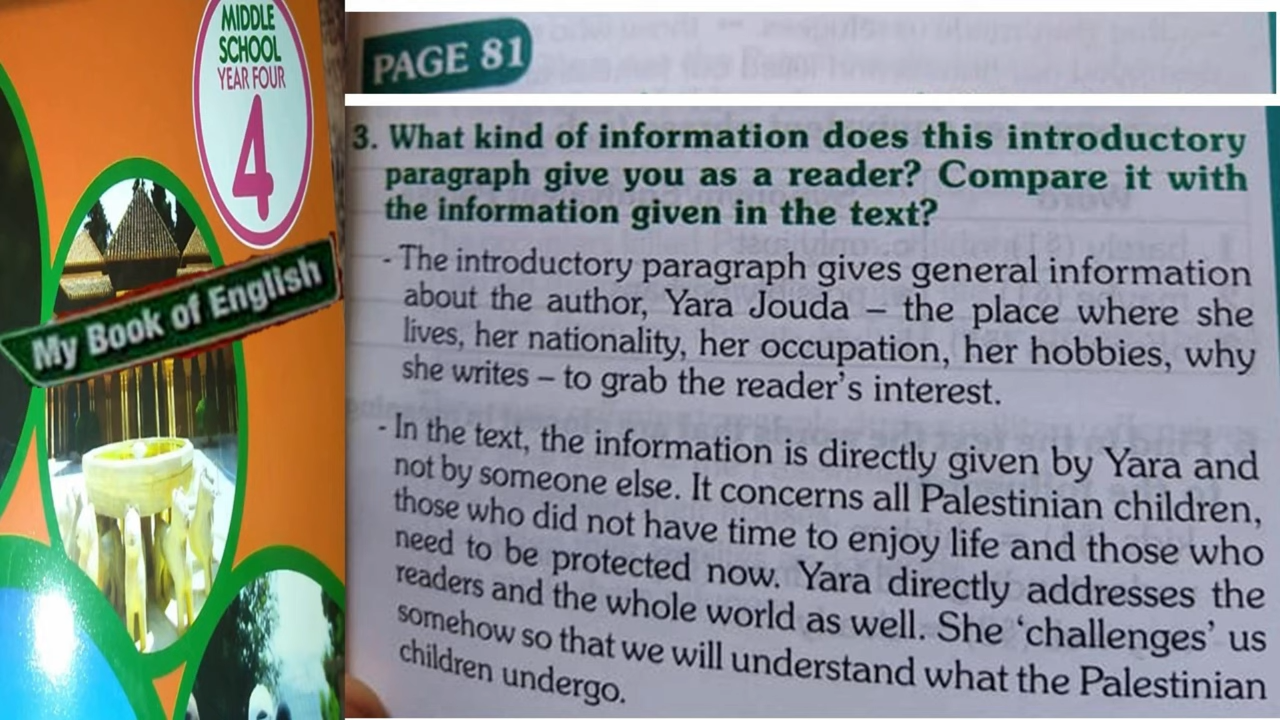 MIDDLE
SCHOOL
YEAR FOUR
4
My Book of English
PAGE 81
3. What kind of information does this introductory
paragraph give you as a reader? Compare it with
the information given in the text?
- The introductory paragraph gives general information
about the author, Yara Jouda – the place where she
lives, her nationality, her occupation, her hobbies, why
she writes – to grab the reader's interest.
- In the text, the information is directly given by Yara and
not by someone else. It concerns all Palestinian children,
those who did not have time to enjoy life and those who
need to be protected now. Yara directly addresses the
readers and the whole world as well. She ‘challenges’ us
somehow so that we will understand what the Palestinian
children undergo.